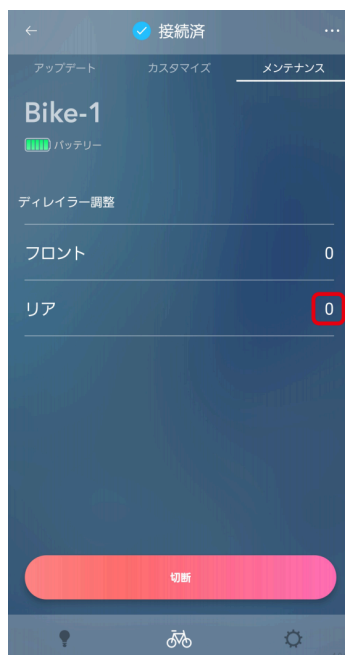 接続済
アップデート カスタマイズ メンテナンス
Bike-1
バッテリー
ディレイラー調整
フロント 0
リア 0
切断